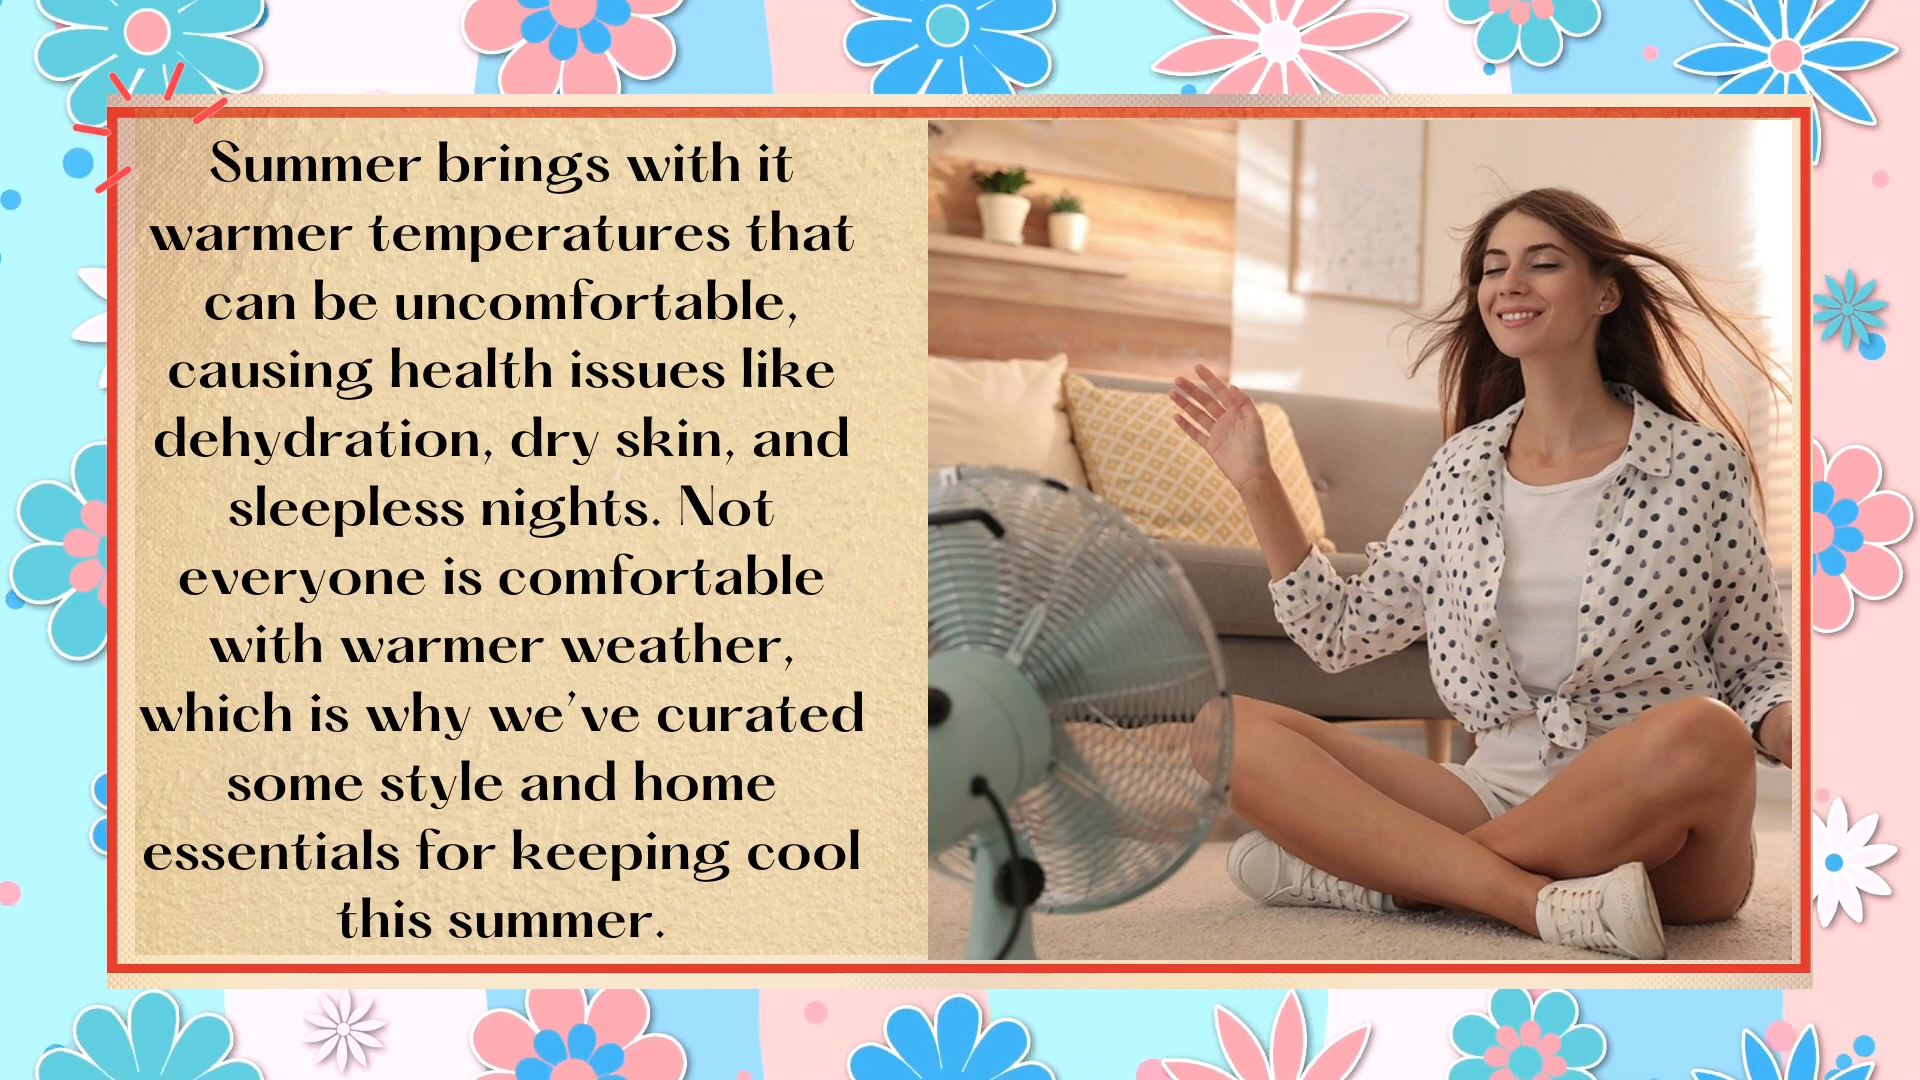 Summer brings with it
warmer temperatures that
can be uncomfortable,
causing health issues like
dehydration, dry skin, and
sleepless nights. Not
everyone is comfortable
with warmer weather,
which is why we've curated
some style and home
essentials for keeping cool
this summer.